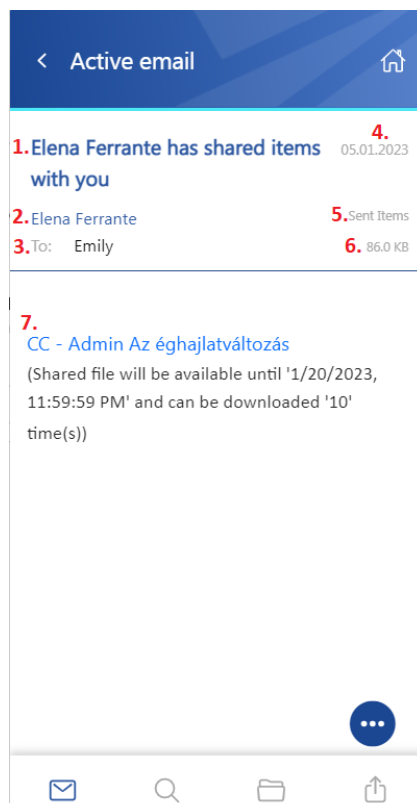 Active email
4.
1. Elena Ferrante has shared items 05.01.2023
with you
2. Elena Ferrante 5. Sent Items
3. To: Emily 6. 86.0 KB
7.
CC - Admin Az éghajlatváltozás
(Shared file will be available until '1/20/2023,
11:59:59 PM' and can be downloaded '10'
time(s))